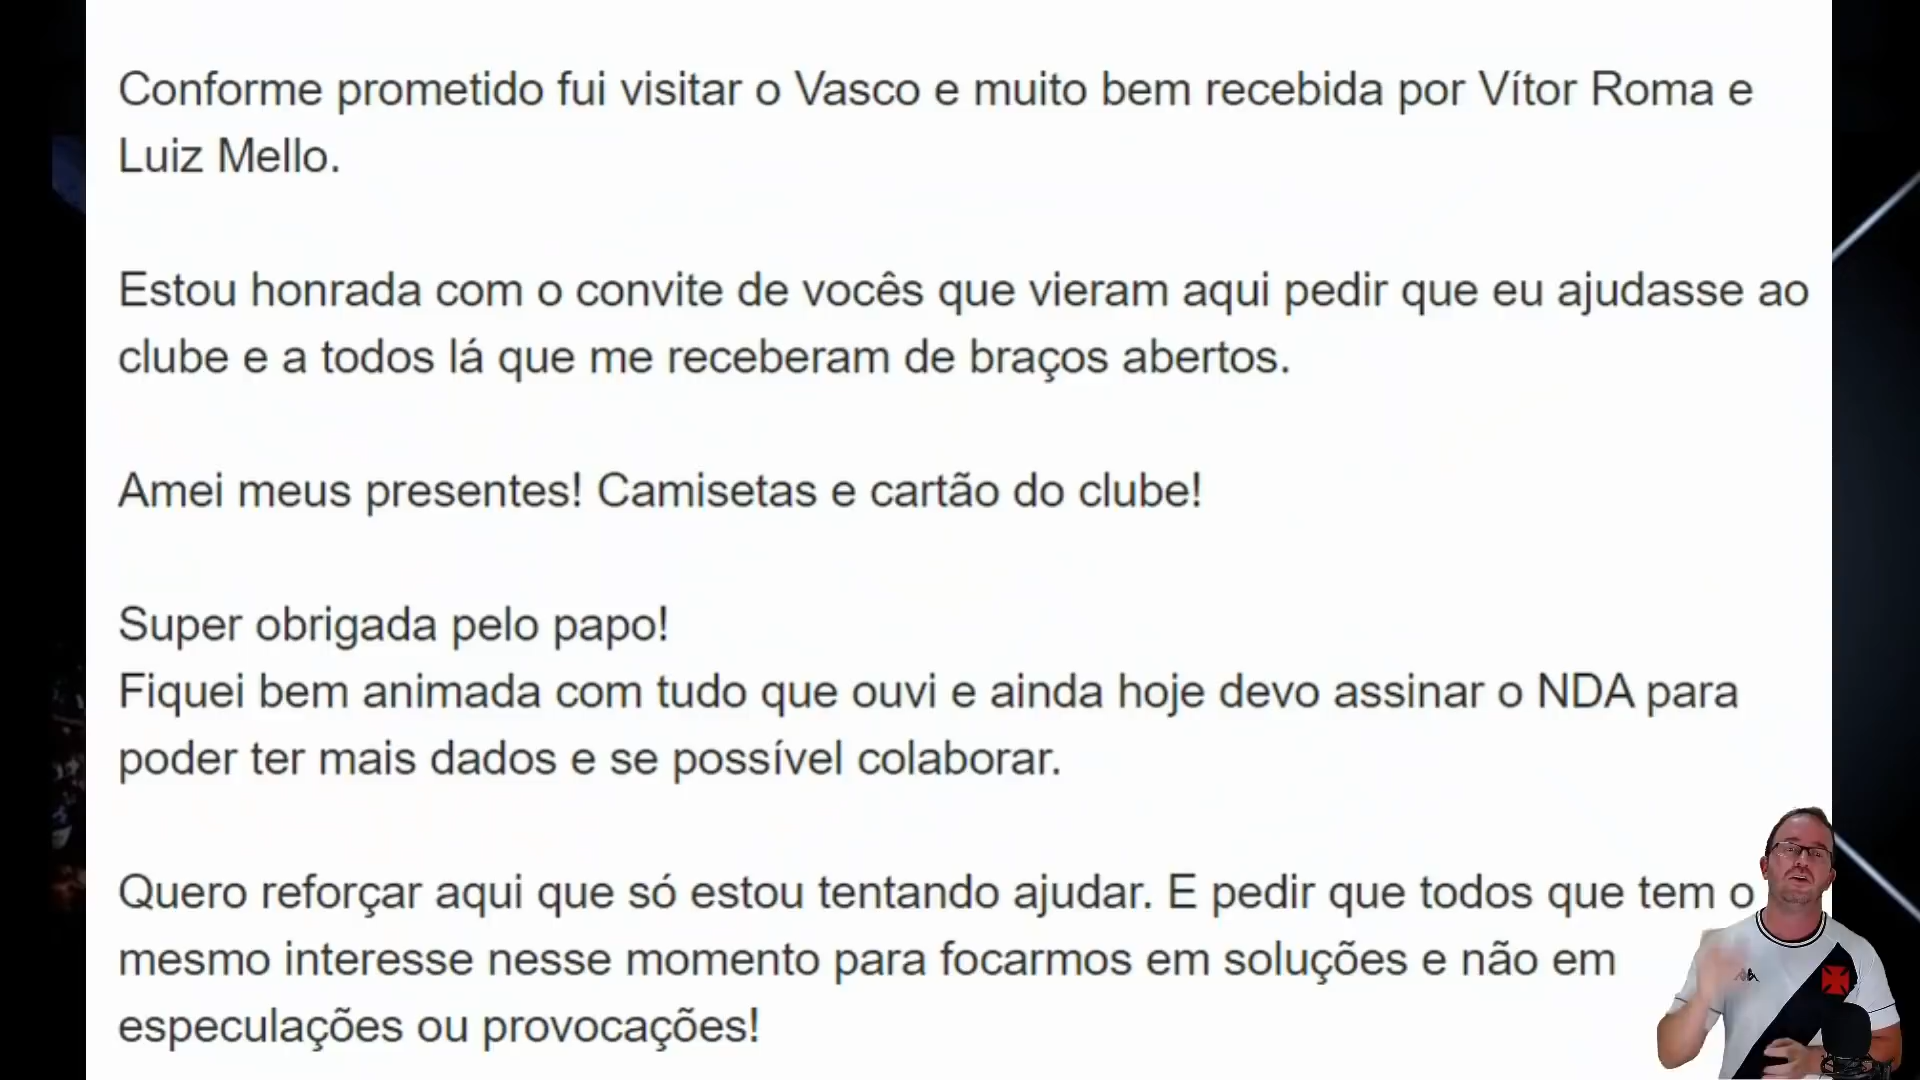 Conforme prometido fui visitar o Vasco e muito bem recebida por Vítor Roma e
Luiz Mello.
Estou honrada com o convite de vocês que vieram aqui pedir que eu ajudasse ao
clube e a todos lá que me receberam de braços abertos.
Amei meus presentes! Camisetas e cartão do clube!
Super obrigada pelo papo!
Fiquei bem animada com tudo que ouvi e ainda hoje devo assinar o NDA para
poder ter mais dados e se possível colaborar.
Quero reforçar aqui que só estou tentando ajudar. E pedir que todos que tem o
mesmo interesse nesse momento para focarmos em soluções e não em
especulações ou provocações!